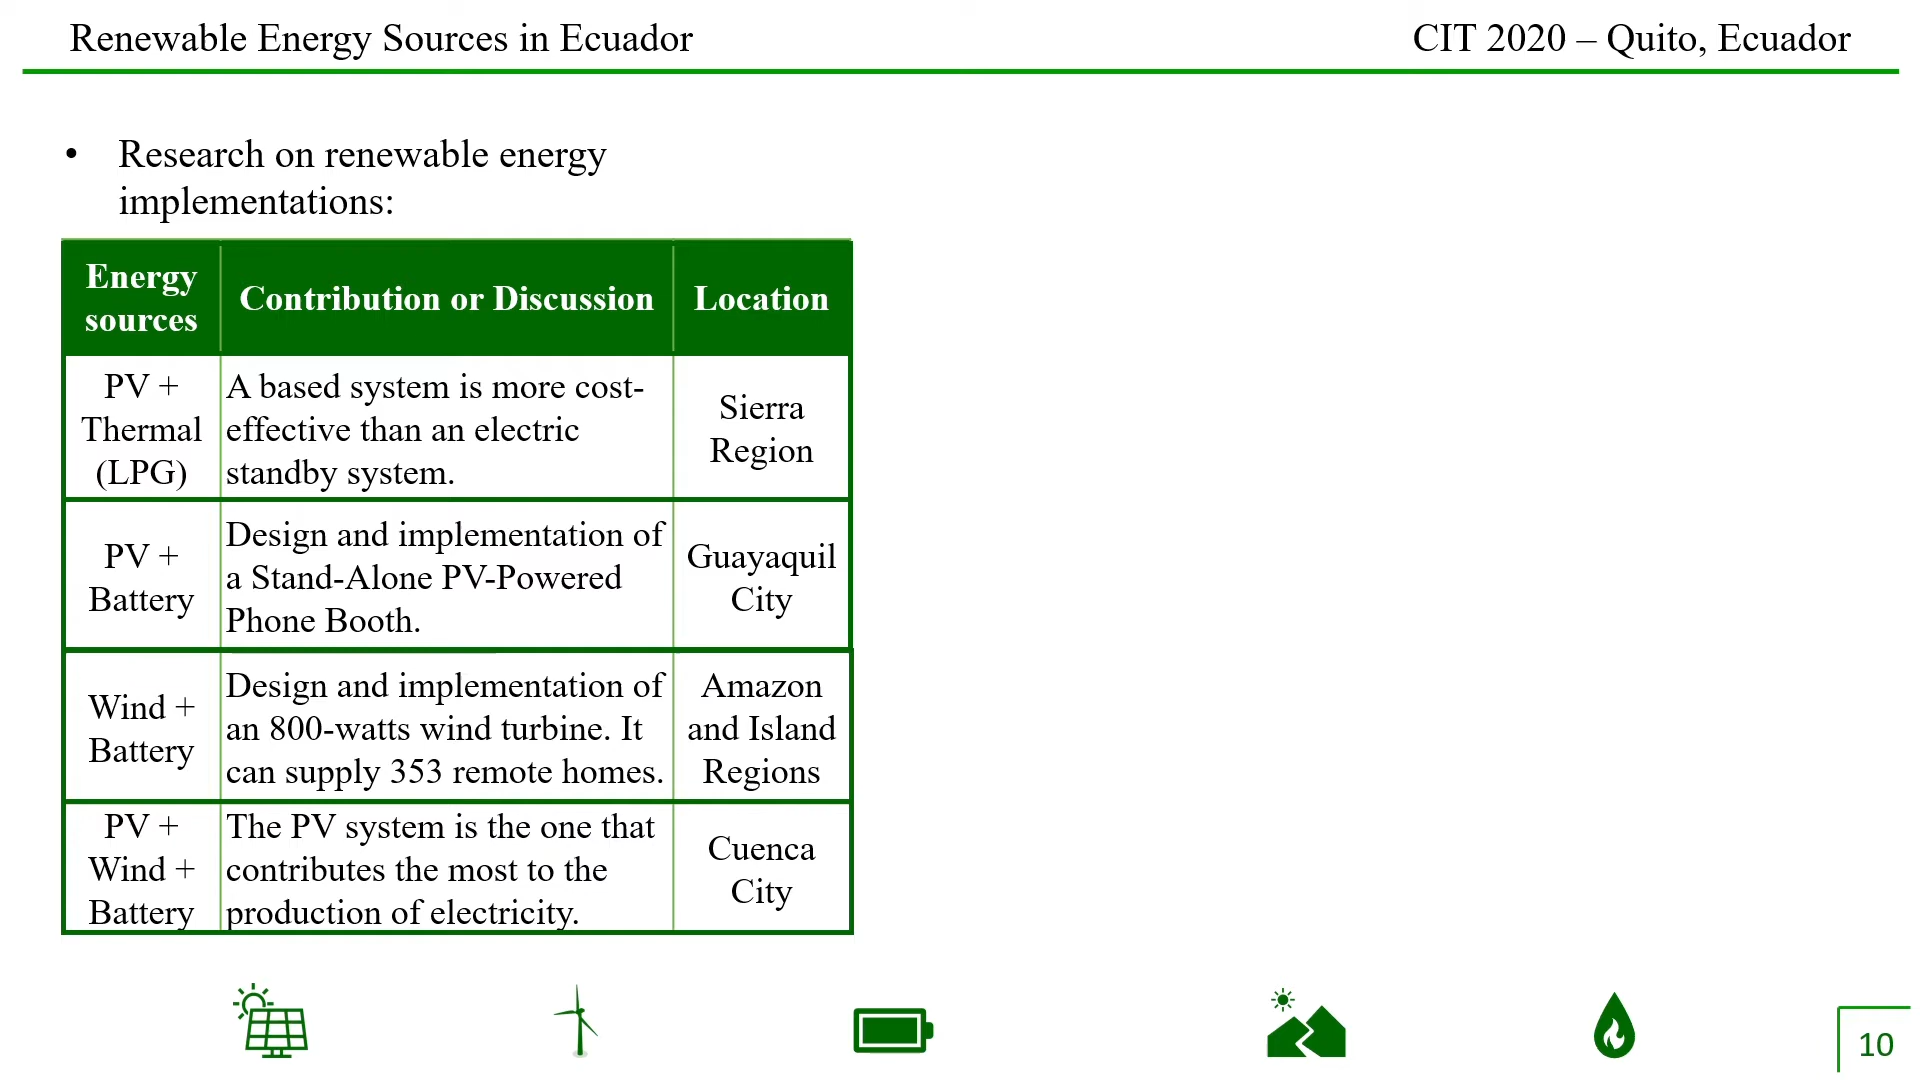 Renewable Energy Sources in Ecuador
CIT 2020 – Quito, Ecuador
• Research on renewable energy
implementations:
Energy
sources
Contribution or Discussion
Location
PV +
Thermal
(LPG)
A based system is more cost-
effective than an electric
standby system.
Sierra
Region
PV +
Battery
Design and implementation of
a Stand-Alone PV-Powered
Phone Booth.
Guayaquil
City
Wind +
Battery
Design and implementation of
an 800-watts wind turbine. It
can supply 353 remote homes.
Amazon
and Island
Regions
PV +
Wind +
Battery
The PV system is the one that
contributes the most to the
production of electricity.
Cuenca
City
10